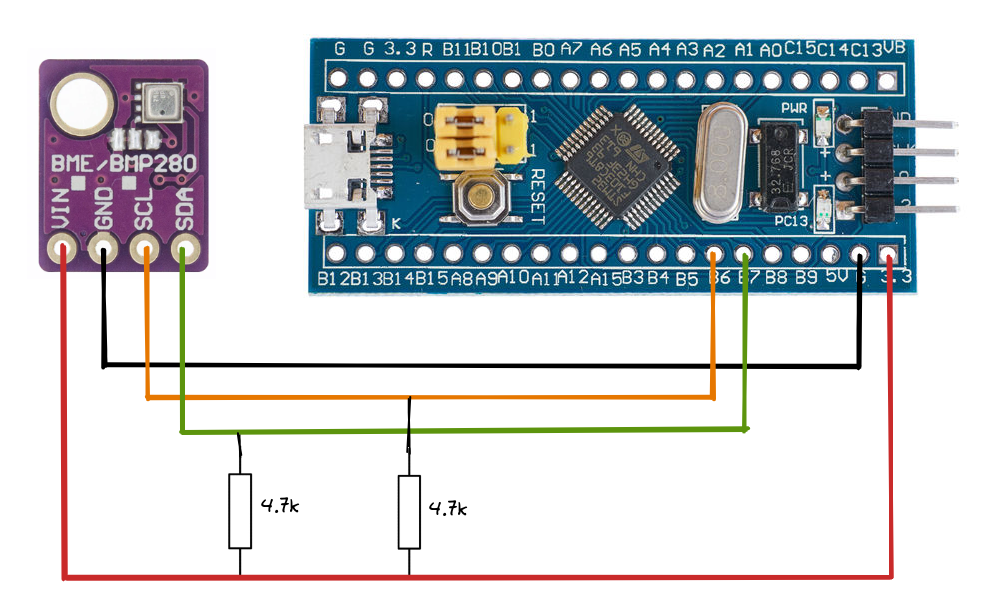 G G 3.3 R B11 B10 B1 B0 A7 A6 A5 A4 A3 A2 A1 A0 C15 C14 C13 VB
PWR
BME/BMP280
VIN GND SCL SDA
RESET
32.768
JCR
PC13
K
B12 B13 B14 B15 A8 A9 A10 A11 A12 A15 B3 B4 B5 B6 B7 B8 B9 5V G 3.3
4.7k 4.7k